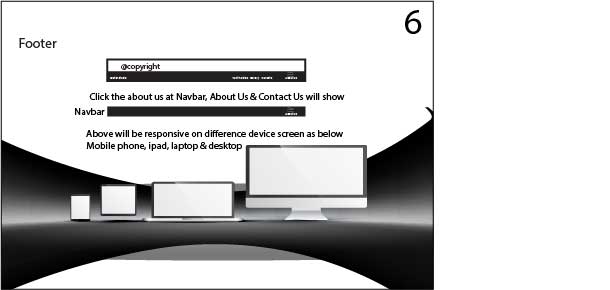 6
Footer
@copyright
Click the about us at Navbar, About Us & Contact Us will show
Navbar
Above will be responsive on difference device screen as below
Mobile phone, ipad, laptop & desktop